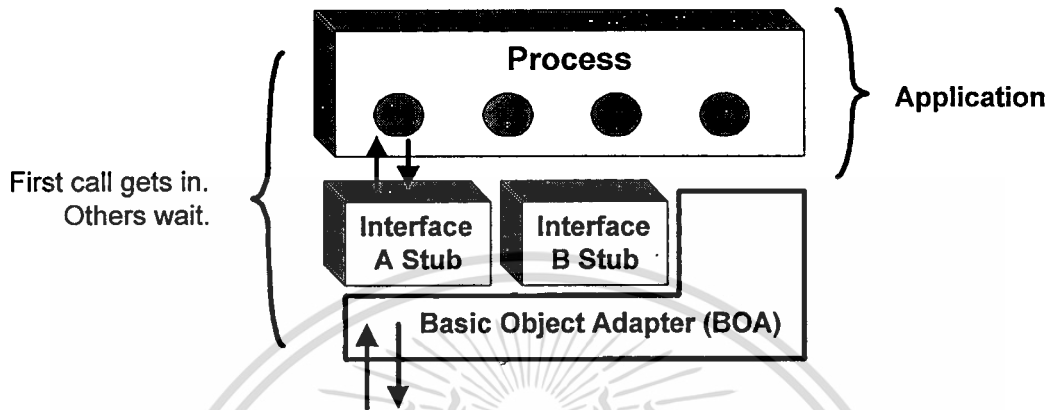 Process
Application
First call gets in.
Others wait.
Interface
A Stub
Interface
B Stub
Basic Object Adapter (BOA)